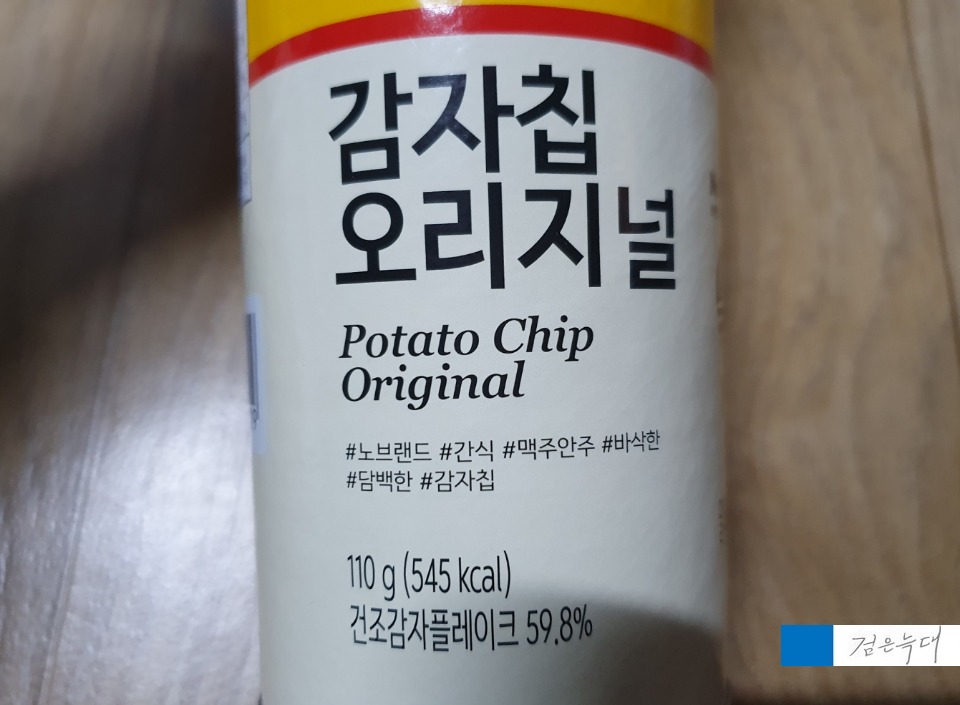 감자칩
오리지널
Potato Chip
Original
#노브랜드 #간식 #맥주안주 #바삭한
#담백한 #감자칩
110 g (545 kcal)
건조감자플레이크 59.8%
검은늑대